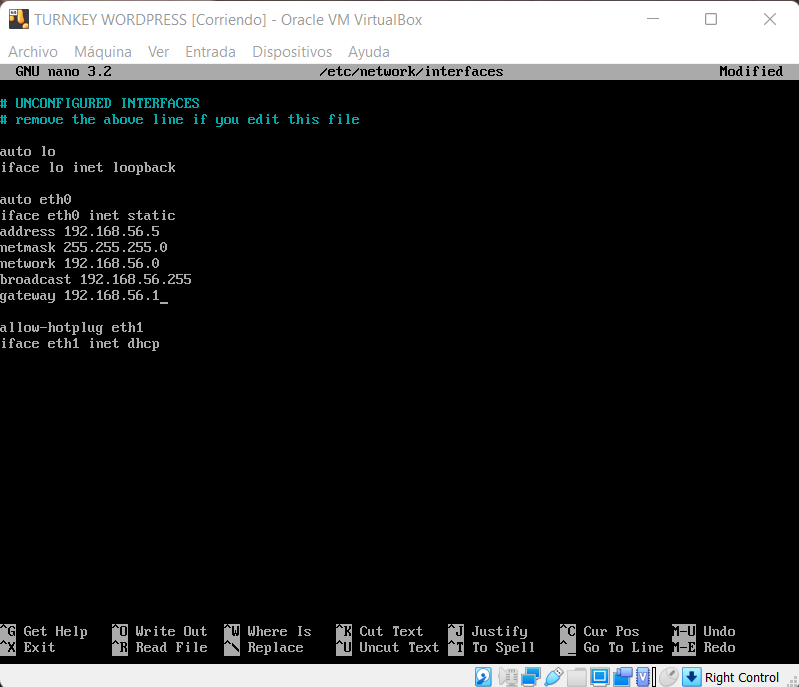 TURNKEY WORDPRESS [Corriendo] - Oracle VM VirtualBox
Archivo Máquina Ver Entrada Dispositivos Ayuda
GNU nano 3.2 /etc/network/interfaces Modified
# UNCONFIGURED INTERFACES
# remove the above line if you edit this file
auto lo
iface lo inet loopback
auto eth0
iface eth0 inet static
address 192.168.56.5
netmask 255.255.255.0
network 192.168.56.0
broadcast 192.168.56.255
gateway 192.168.56.1_
allow-hotplug eth1
iface eth1 inet dhcp
^G Get Help ^O Write Out ^W Where Is ^K Cut Text ^J Justify ^C Cur Pos M-U Undo
^X Exit ^R Read File ^\ Replace ^U Uncut Text ^T To Spell ^_ Go To Line M-E Redo
Right Control